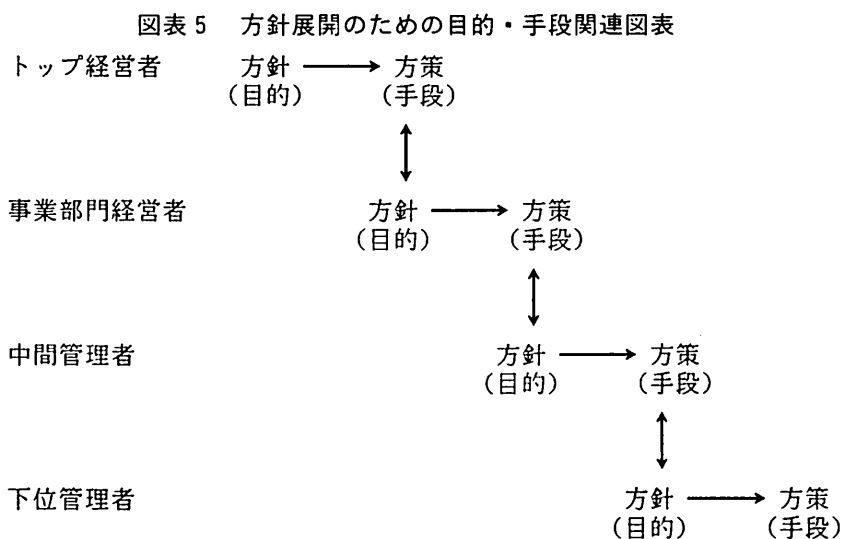 図表5 方針展開のための目的・手段関連図表
トップ経営者 方針 方策
(目的) (手段)
事業部門経営者 方針 方策
(目的) (手段)
中間管理者 方針 方策
(目的) (手段)
下位管理者 方針 方策
(目的) (手段)